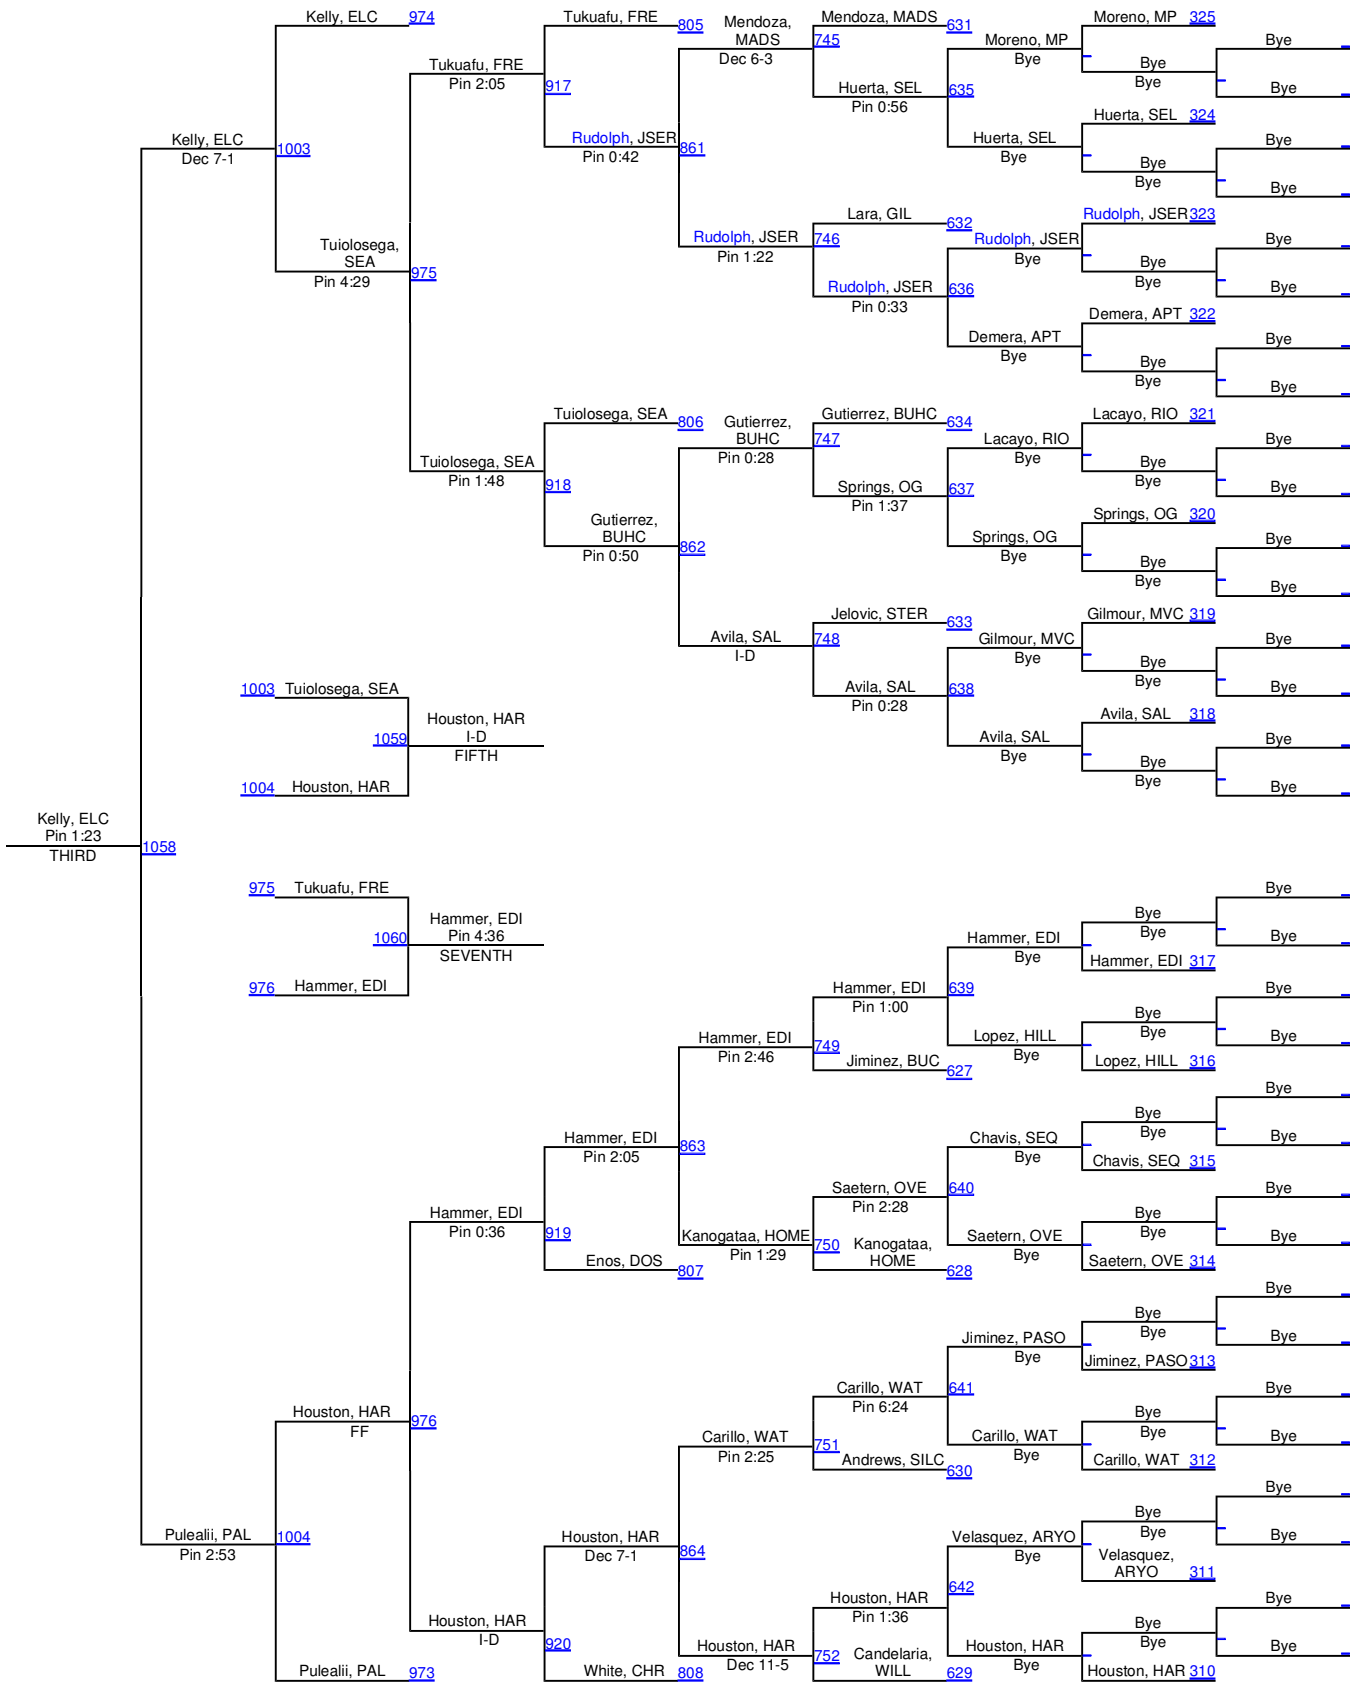 Kelly, ELC 974
Tukuafu, FRE 805
Mendoza, MADS
Dec 6-3
Mendoza, MADS 631
745
Moreno, MP 325
Moreno, MP
Bye
Bye
Bye
Bye
Bye
Tukuafu, FRE
Pin 2:05
917
Huerta, SEL
Pin 0:56
635
Huerta, SEL 324
Kelly, ELC
Dec 7-1
1003
Rudolph, JSER
Pin 0:42
861
Huerta, SEL
Bye
Bye
Bye
Bye
Bye
Lara, GIL 632
Rudolph, JSER 323
Tuiolosega, SEA
Pin 4:29
975
Rudolph, JSER
Pin 1:22
746
Rudolph, JSER
Bye
Bye
Bye
Bye
Bye
Rudolph, JSER
Pin 0:33
636
Demera, APT 322
Demera, APT
Bye
Bye
Bye
Bye
Bye
Tuiolosega, SEA 806
Gutierrez, BUHC
Pin 0:28
Gutierrez, BUHC 634
747
Lacayo, RIO 321
Lacayo, RIO
Bye
Bye
Bye
Bye
Bye
Tuiolosega, SEA
Pin 1:48
918
Springs, OG
Pin 1:37
637
Springs, OG 320
Gutierrez, BUHC
Pin 0:50
862
Springs, OG
Bye
Bye
Bye
Bye
Bye
Jelovic, STER 633
Gilmour, MVC 319
Avila, SAL
I-D
748
Gilmour, MVC
Bye
Bye
Bye
Bye
Bye
1003 Tuiolosega, SEA
Avila, SAL
Pin 0:28
638
Avila, SAL 318
1059
Houston, HAR
I-D
FIFTH
Avila, SAL
Bye
Bye
Bye
Bye
Bye
1004 Houston, HAR
Kelly, ELC
Pin 1:23
THIRD
1058
975 Tukuafu, FRE
1060
Hammer, EDI
Pin 4:36
SEVENTH
976 Hammer, EDI
Hammer, EDI
Bye
Bye
Bye
Bye
Bye
Hammer, EDI 317
Hammer, EDI
Pin 1:00
639
Hammer, EDI
Pin 2:46
749
Lopez, HILL
Bye
Bye
Bye
Bye
Bye
Jiminez, BUC 627
Lopez, HILL 316
Hammer, EDI
Pin 2:05
863
Chavis, SEQ
Bye
Bye
Bye
Bye
Bye
Chavis, SEQ 315
Hammer, EDI
Pin 0:36
919
Saetern, OVE
Pin 2:28
640
Kanogataa, HOME
Pin 1:29
750
Kanogataa, HOME
628
Saetern, OVE
Bye
Bye
Bye
Bye
Bye
Enos, DOS 807
Saetern, OVE 314
Jiminez, PASO
Bye
Bye
Bye
Bye
Bye
Jiminez, PASO 313
Houston, HAR
FF
976
Carillo, WAT
Pin 6:24
641
Carillo, WAT
Pin 2:25
751
Carillo, WAT
Bye
Bye
Bye
Bye
Bye
Andrews, SILC 630
Carillo, WAT 312
Pulealii, PAL
Pin 2:53
1004
Houston, HAR
Dec 7-1
864
Velasquez, ARYO
Bye
Bye
Bye
Bye
Bye
Velasquez, ARYO
311
Houston, HAR
I-D
920
Houston, HAR
Pin 1:36
642
Houston, HAR
Dec 11-5
752
Candelaria, WILL
629
Houston, HAR
Bye
Bye
Bye
Bye
Bye
Pulealii, PAL 973
White, CHR 808
Houston, HAR 310